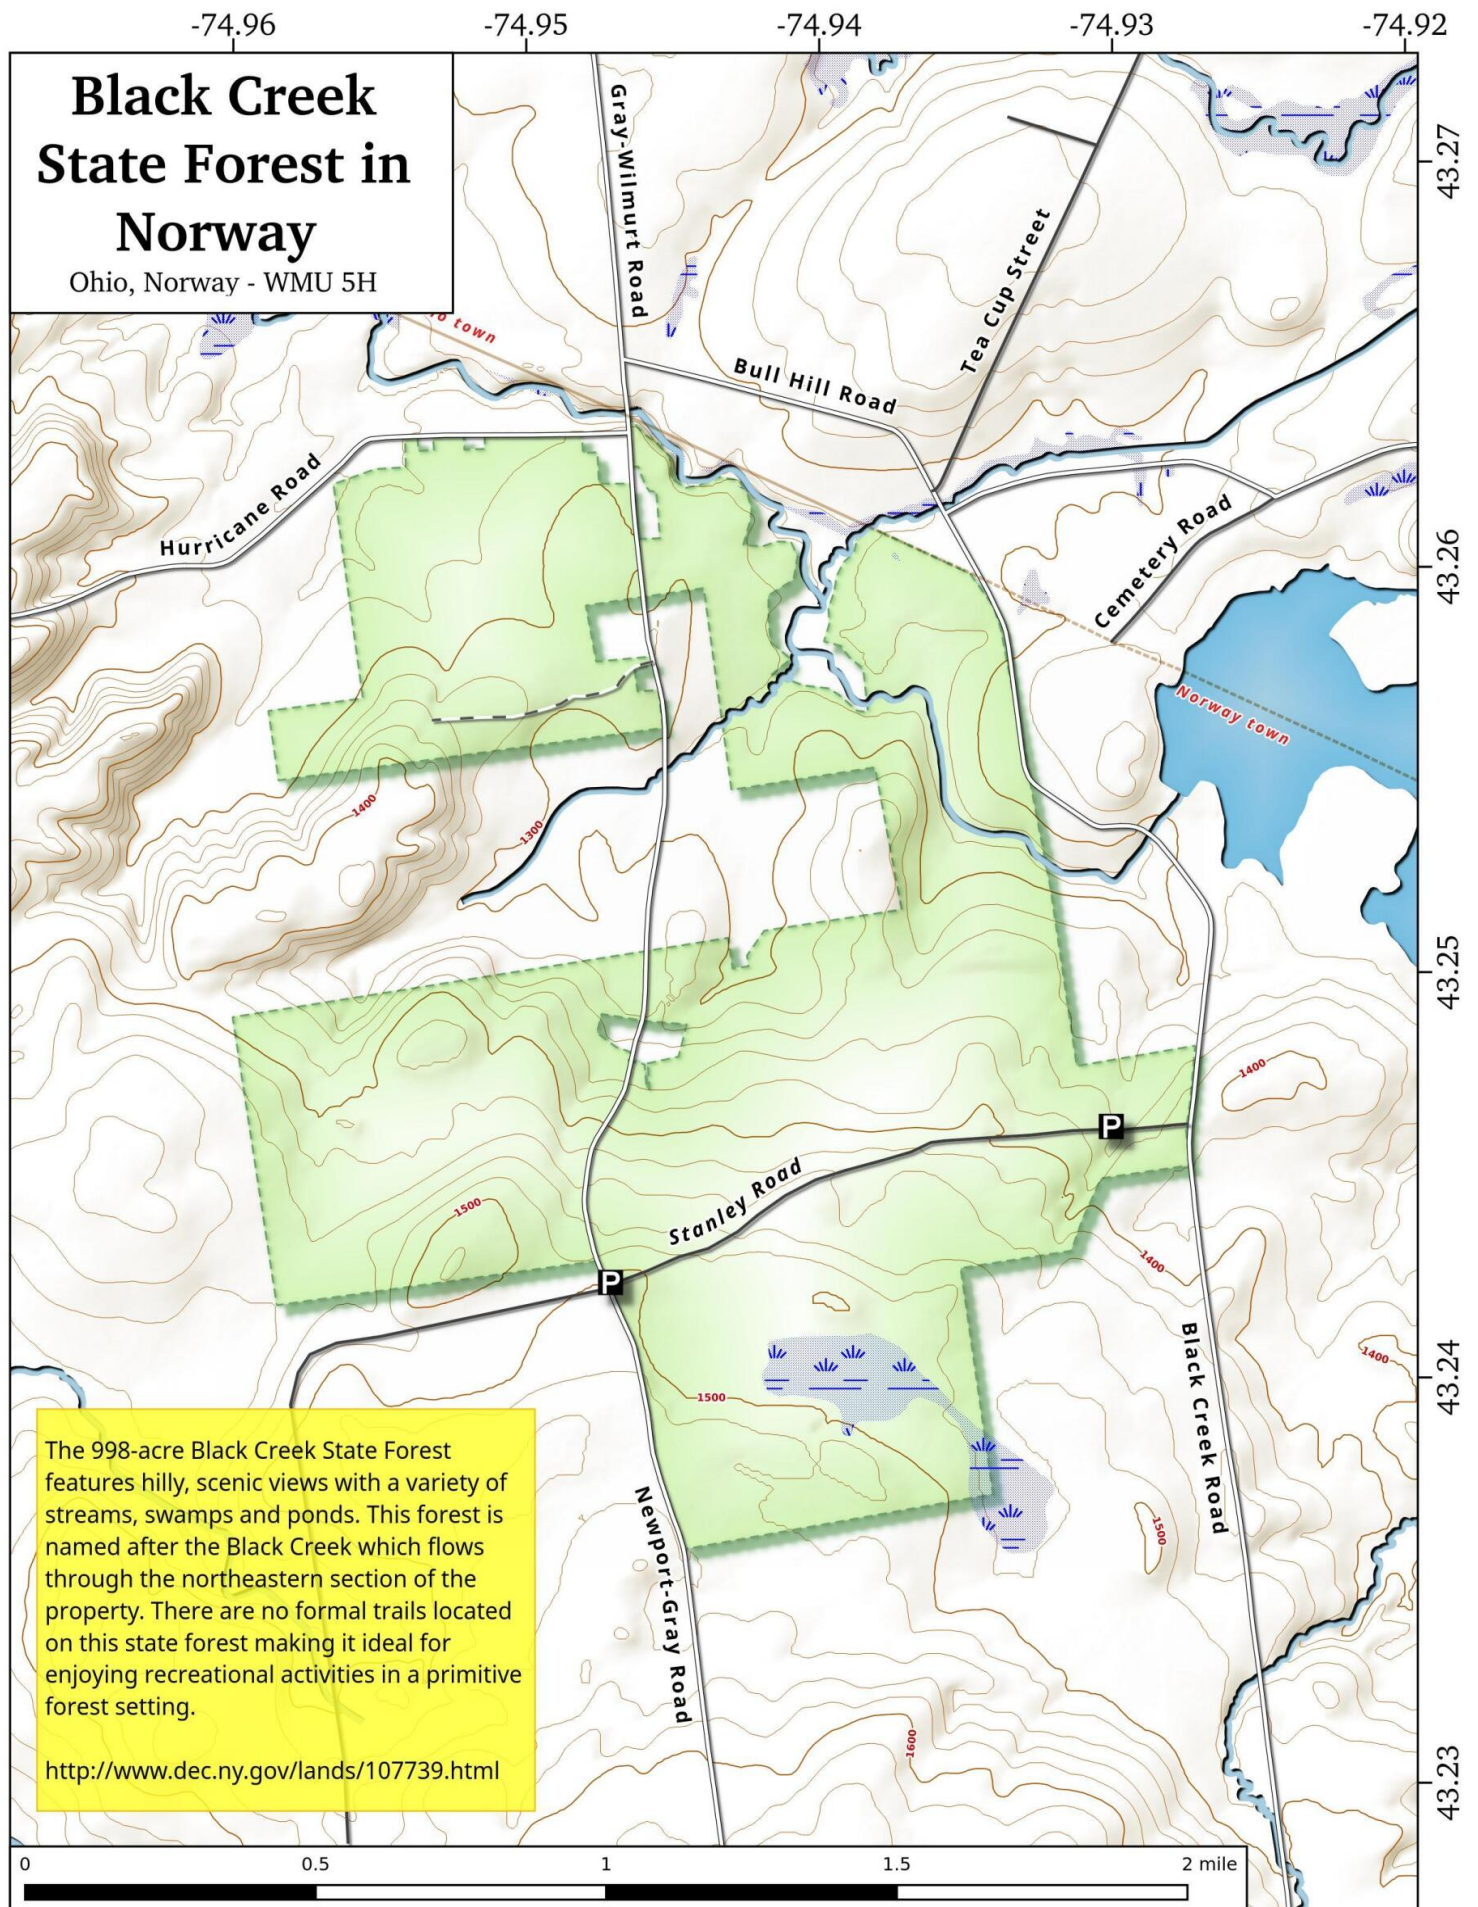 -74.96
-74.95
-74.94
-74.93
-74.92
Black Creek
State Forest in
Norway
Ohio, Norway - WMU 5H
43.27
43.26
43.25
43.24
43.23
Gray-Wilmurt Road
Tea Cup Street
town
Bull Hill Road
Hurricane Road
Cemetery Road
Norway town
1400
1300
1400
P
Stanley Road
1500
1400
P
Black Creek Road
1400
1500
1500
Newport-Gray Road
1600
The 998-acre Black Creek State Forest
features hilly, scenic views with a variety of
streams, swamps and ponds. This forest is
named after the Black Creek which flows
through the northeastern section of the
property. There are no formal trails located
on this state forest making it ideal for
enjoying recreational activities in a primitive
forest setting.
http://www.dec.ny.gov/lands/107739.html
0
0.5
1
1.5
2 mile